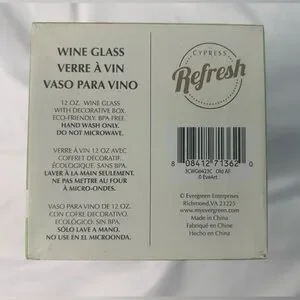 WINE GLASS
VERRE À VIN
VASO PARA VINO
12 OZ. WINE GLASS
WITH DECORATIVE BOX.
ECO-FRIENDLY. BPA FREE.
HAND WASH ONLY.
DO NOT MICROWAVE.
VERRE À VIN 12 OZ AVEC
COFFRET DÉCORATIF.
ÉCOLOGIQUE. SANS BPA.
LAVER À LA MAIN SEULEMENT.
NE PAS METTRE AU FOUR
À MICRO-ONDES.
VASO PARA VINO DE 12 OZ.
CON COFRE DECORATIVO.
ECOLÓGICO. SIN BPA.
SÓLO LAVE A MANO.
NO USE EN EL MICROONDA.
CYPRESS
Refresh
8 08412 71362 0
3CWG6423C Old AF
© EveArt
© Evergreen Enterprises
Richmond, VA 23225
www.myevergreen.com
Made in China
Fabriqué en Chine
Hecho en China